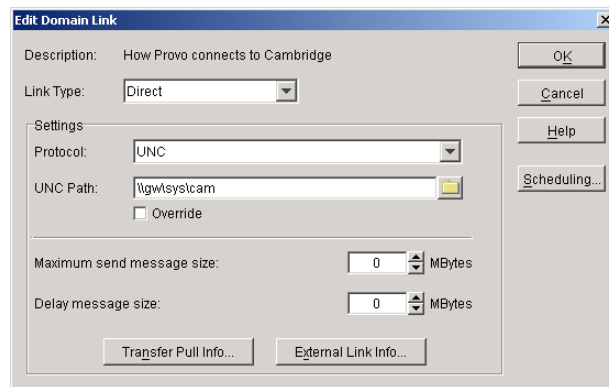 Edit Domain Link
Description: How Provo connects to Cambridge
OK
Link Type: Direct
Cancel
Settings
Help
Protocol: UNC
UNC Path: \\gw\sys\cam
Scheduling...
Override
Maximum send message size: 0 MBytes
Delay message size: 0 MBytes
Transfer Pull Info... External Link Info...